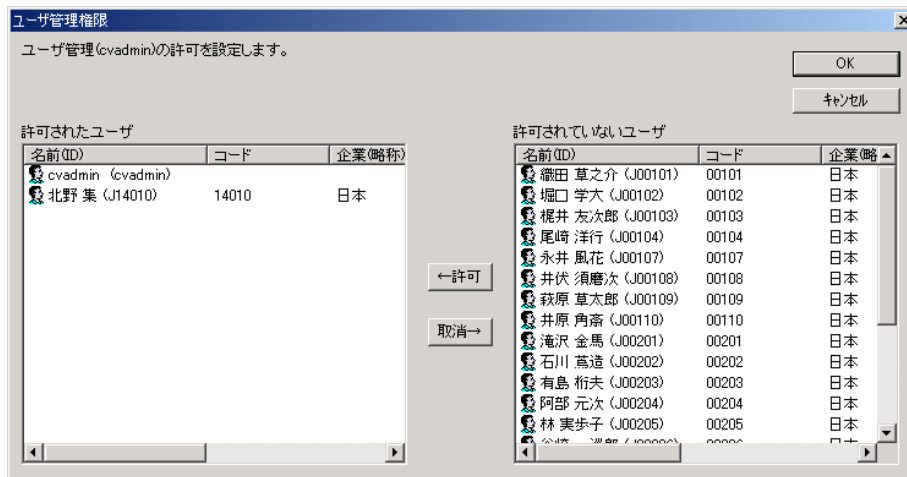 ユーザ管理権限
ユーザ管理(cvadmin)の許可を設定します。
OK
キャンセル
許可されたユーザ
名前(ID) コード 企業(略称)
cvadmin (cvadmin)
北野 集 (J14010) 14010 日本
←許可
取消→
許可されていないユーザ
名前(ID) コード 企業(略
織田 草之介 (J00101) 00101 日本
堀口 学大 (J00102) 00102 日本
梶井 友次郎 (J00103) 00103 日本
尾崎 洋行 (J00104) 00104 日本
永井 風花 (J00107) 00107 日本
井伏 須磨次 (J00108) 00108 日本
萩原 草太郎 (J00109) 00109 日本
井原 角斎 (J00110) 00110 日本
滝沢 金馬 (J00201) 00201 日本
石川 蔦造 (J00202) 00202 日本
有島 桁夫 (J00203) 00203 日本
阿部 元次 (J00204) 00204 日本
林 実歩子 (J00205) 00205 日本